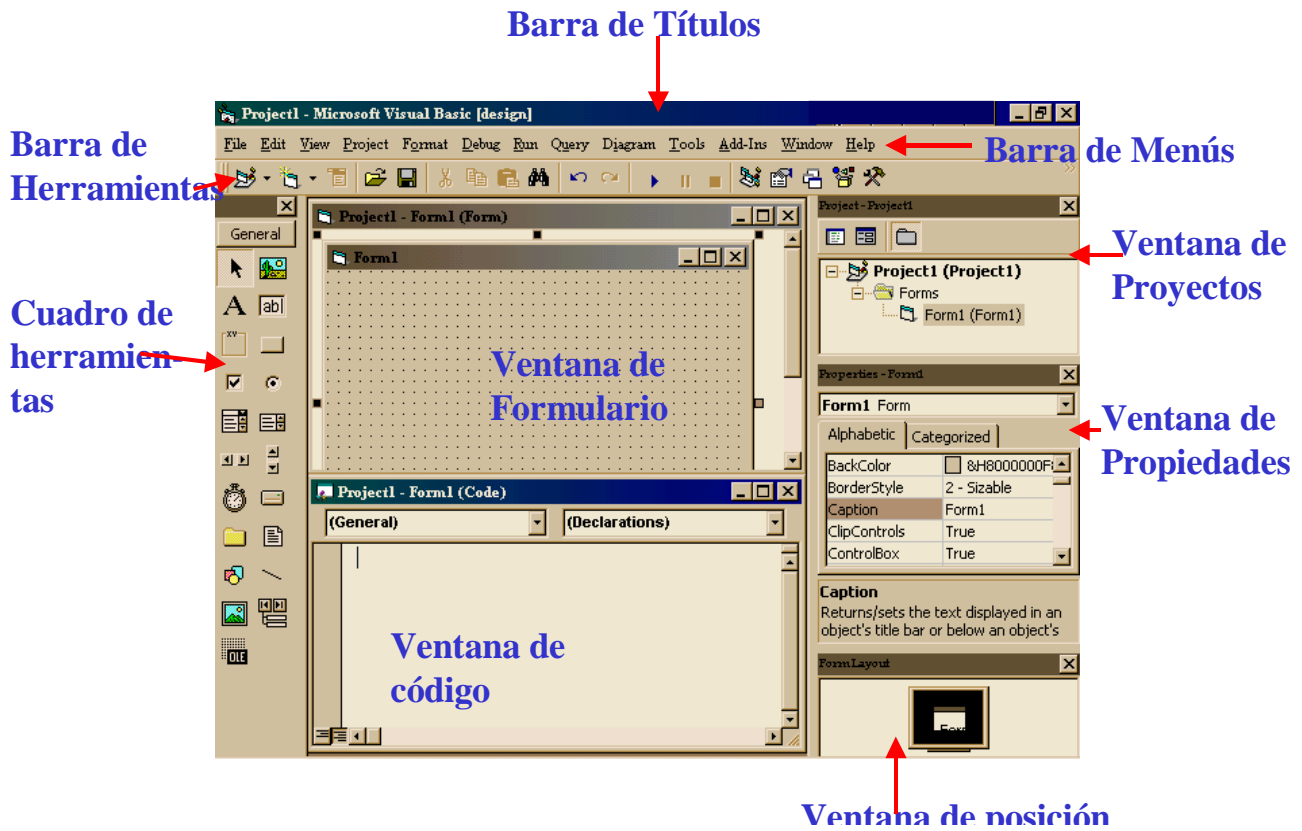 Barra de Títulos
Project1 - Microsoft Visual Basic [design]
File Edit View Project Format Debug Run Query Diagram Tools Add-Ins Window Help
Barra de Menús
Barra de
Herramientas
General
Project1 - Form1 (Form)
Form1
Project - Project1
Project1 (Project1)
Forms
Form1 (Form1)
Ventana de
Proyectos
A
ab|
xv
Cuadro de
herramien-
tas
Ventana de
Formulario
Properties - Form1
Form1 Form
Alphabetic Categorized
BackColor &H8000000F&
BorderStyle 2 - Sizable
Caption Form1
ClipControls True
ControlBox True
Ventana de
Propiedades
Project1 - Form1 (Code)
(General) (Declarations)
Ventana de
código
OLE
Caption
Returns/sets the text displayed in an
object's title bar or below an object's
FormLayout
Form
Ventana de posición